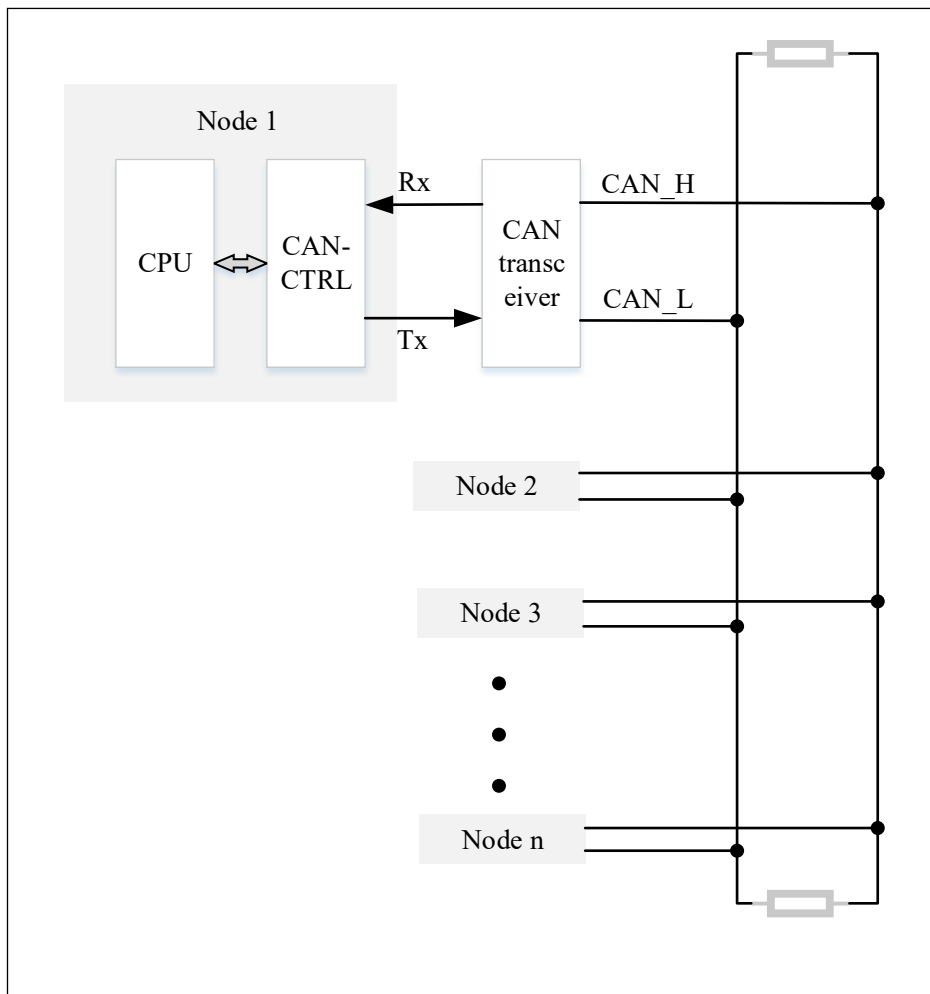 Node 1
CPU
CAN-
CTRL
Rx
Tx
CAN
transc
eiver
CAN_H
CAN_L
Node 2
Node 3
Node n